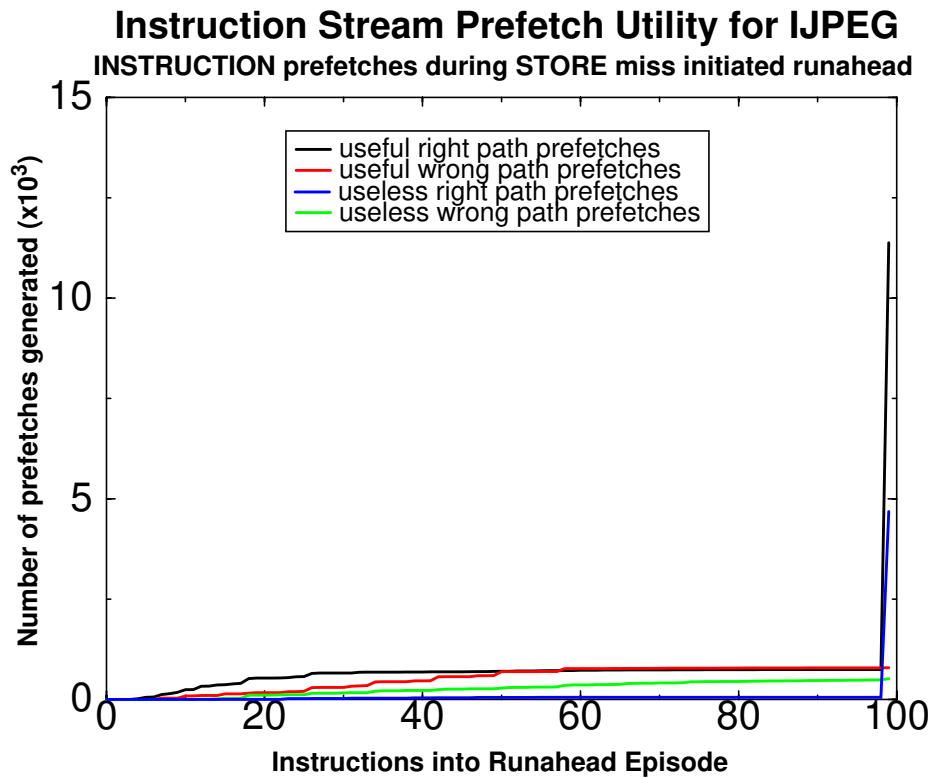 Instruction Stream Prefetch Utility for IJPEG
INSTRUCTION prefetches during STORE miss initiated runahead
15
10
5
0
Number of prefetches generated (x10³)
useful right path prefetches
useful wrong path prefetches
useless right path prefetches
useless wrong path prefetches
0 20 40 60 80 100
Instructions into Runahead Episode